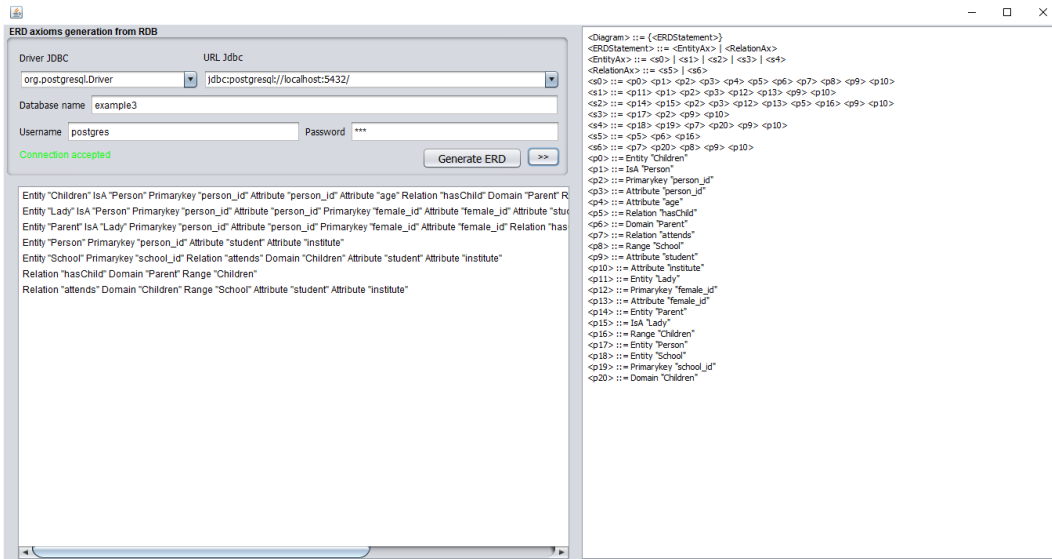 ERD axioms generation from RDB
Driver JDBC
URL Jdbc
org.postgresql.Driver
jdbc:postgresql://localhost:5432/
Database name
example3
Username
postgres
Password
***
Connection accepted
Generate ERD
>>
Entity "Children" IsA "Person" Primarykey "person_id" Attribute "person_id" Attribute "age" Relation "hasChild" Domain "Parent" R
Entity "Lady" IsA "Person" Primarykey "person_id" Attribute "person_id" Primarykey "female_id" Attribute "female_id" Attribute "stu
Entity "Parent" IsA "Lady" Primarykey "person_id" Attribute "person_id" Primarykey "female_id" Attribute "female_id" Relation "has
Entity "Person" Primarykey "person_id" Attribute "student" Attribute "institute"
Entity "School" Primarykey "school_id" Relation "attends" Domain "Children" Attribute "student" Attribute "institute"
Relation "hasChild" Domain "Parent" Range "Children"
Relation "attends" Domain "Children" Range "School" Attribute "student" Attribute "institute"
<Diagram> ::= {<ERDStatement>}
<ERDStatement> ::= <EntityAx> | <RelationAx>
<EntityAx> ::= <s0> | <s1> | <s2> | <s3> | <s4>
<RelationAx> ::= <s5> | <s6>
<s0> ::= <p0> <p1> <p2> <p3> <p4> <p5> <p6> <p7> <p8> <p9> <p10>
<s1> ::= <p11> <p1> <p2> <p3> <p12> <p13> <p9> <p10>
<s2> ::= <p14> <p15> <p2> <p3> <p12> <p13> <p5> <p16> <p9> <p10>
<s3> ::= <p17> <p2> <p9> <p10>
<s4> ::= <p18> <p19> <p7> <p20> <p9> <p10>
<s5> ::= <p5> <p6> <p16>
<s6> ::= <p7> <p20> <p8> <p9> <p10>
<p0> ::= Entity "Children"
<p1> ::= IsA "Person"
<p2> ::= Primarykey "person_id"
<p3> ::= Attribute "person_id"
<p4> ::= Attribute "age"
<p5> ::= Relation "hasChild"
<p6> ::= Domain "Parent"
<p7> ::= Relation "attends"
<p8> ::= Range "School"
<p9> ::= Attribute "student"
<p10> ::= Attribute "institute"
<p11> ::= Entity "Lady"
<p12> ::= Primarykey "female_id"
<p13> ::= Attribute "female_id"
<p14> ::= Entity "Parent"
<p15> ::= IsA "Lady"
<p16> ::= Range "Children"
<p17> ::= Entity "Person"
<p18> ::= Entity "School"
<p19> ::= Primarykey "school_id"
<p20> ::= Domain "Children"